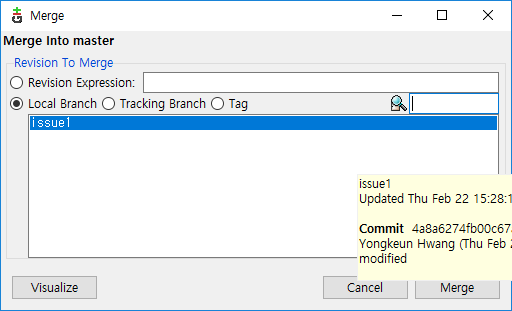 Merge
Merge Into master
Revision To Merge
Revision Expression:
Local Branch Tracking Branch Tag
issue1
issue1
Updated Thu Feb 22 15:28:1
Commit 4a8a6274fb00c67
Yongkeun Hwang (Thu Feb 2
modified
Visualize Cancel Merge